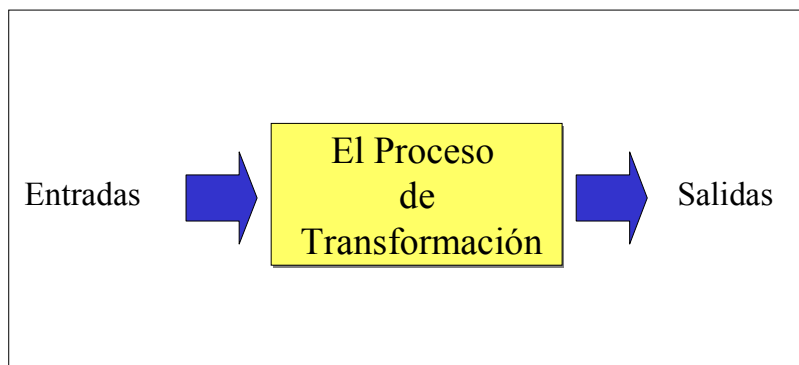 Entradas
El Proceso
de
Transformación
Salidas